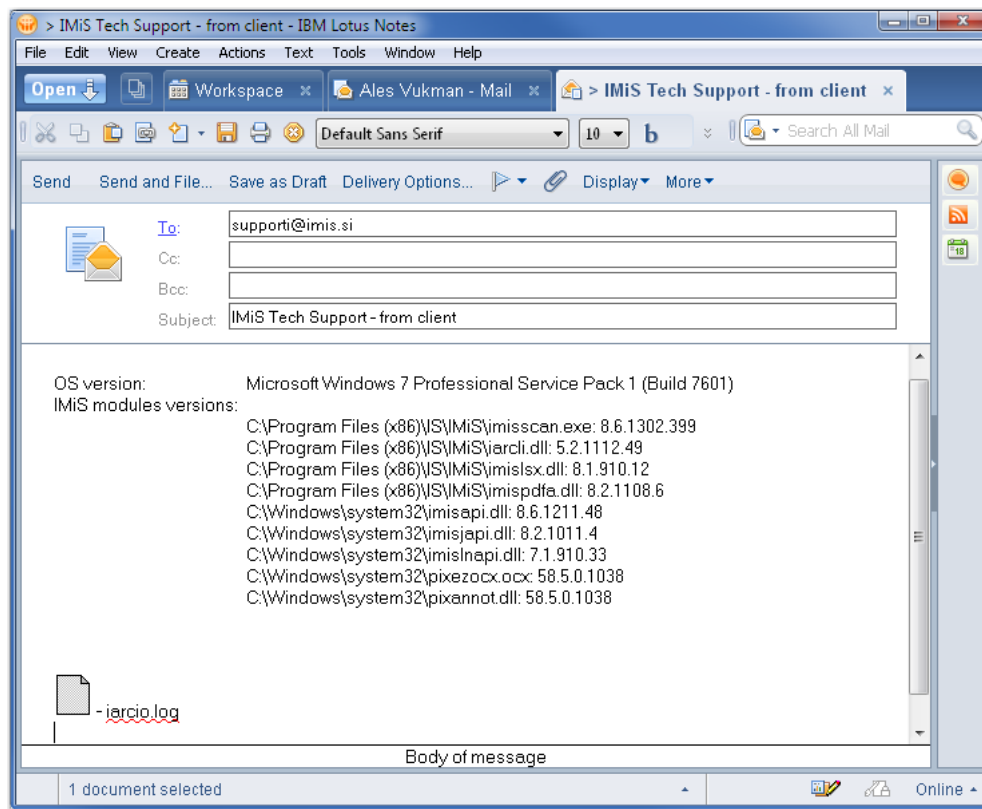 > IMiS Tech Support - from client - IBM Lotus Notes
File Edit View Create Actions Text Tools Window Help
Open Workspace × Ales Vukman - Mail × > IMiS Tech Support - from client ×
Default Sans Serif 10 b Search All Mail
Send Send and File... Save as Draft Delivery Options... Display More
To: supporti@imis.si
Cc:
Bcc:
Subject: IMiS Tech Support - from client
18
OS version: Microsoft Windows 7 Professional Service Pack 1 (Build 7601)
IMiS modules versions:
C:\Program Files (x86)\IS\IMiS\imisscan.exe: 8.6.1302.399
C:\Program Files (x86)\IS\IMiS\iarcli.dll: 5.2.1112.49
C:\Program Files (x86)\IS\IMiS\imislsx.dll: 8.1.910.12
C:\Program Files (x86)\IS\IMiS\imispdfa.dll: 8.2.1108.6
C:\Windows\system32\imisapi.dll: 8.6.1211.48
C:\Windows\system32\imisjapi.dll: 8.2.1011.4
C:\Windows\system32\imislnapi.dll: 7.1.910.33
C:\Windows\system32\pixezocx.ocx: 58.5.0.1038
C:\Windows\system32\pixannot.dll: 58.5.0.1038
- iarcio.log
Body of message
1 document selected Online